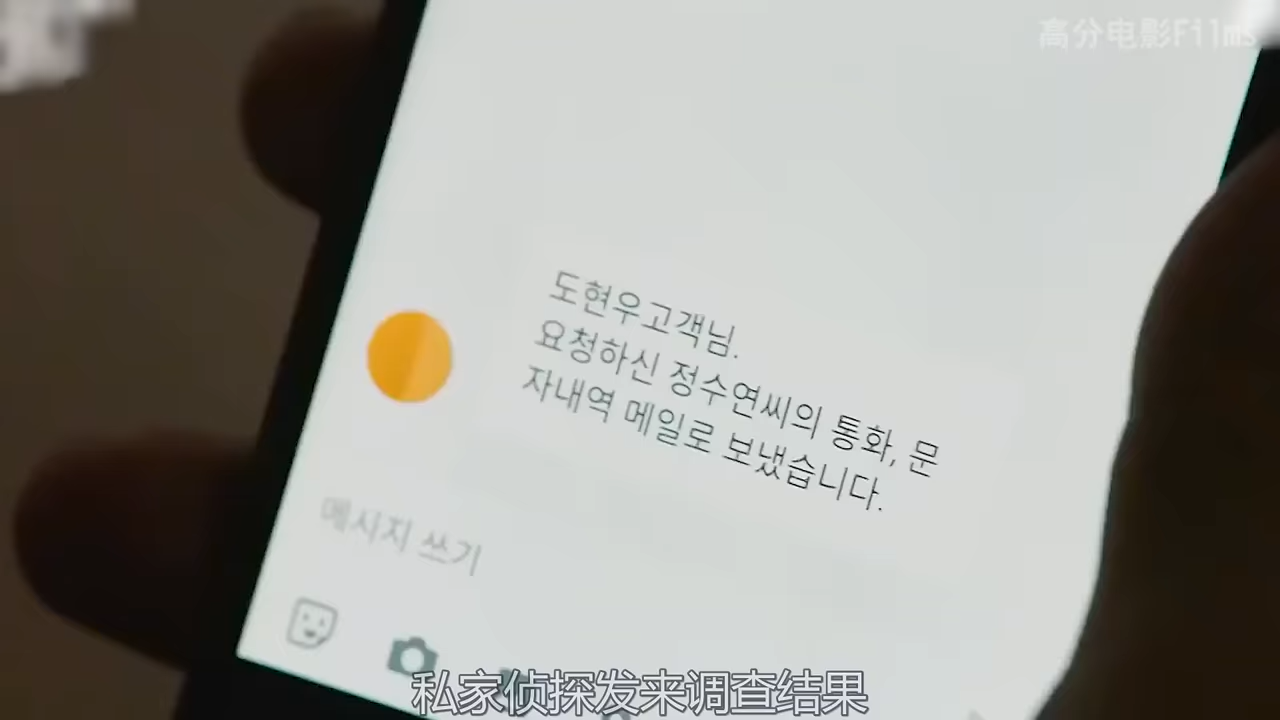 高分电影Films
도현우고객님.
요청하신 정수연씨의 통화, 문
자내역 메일로 보냈습니다.
메시지 쓰기
私家侦探发来调查结果